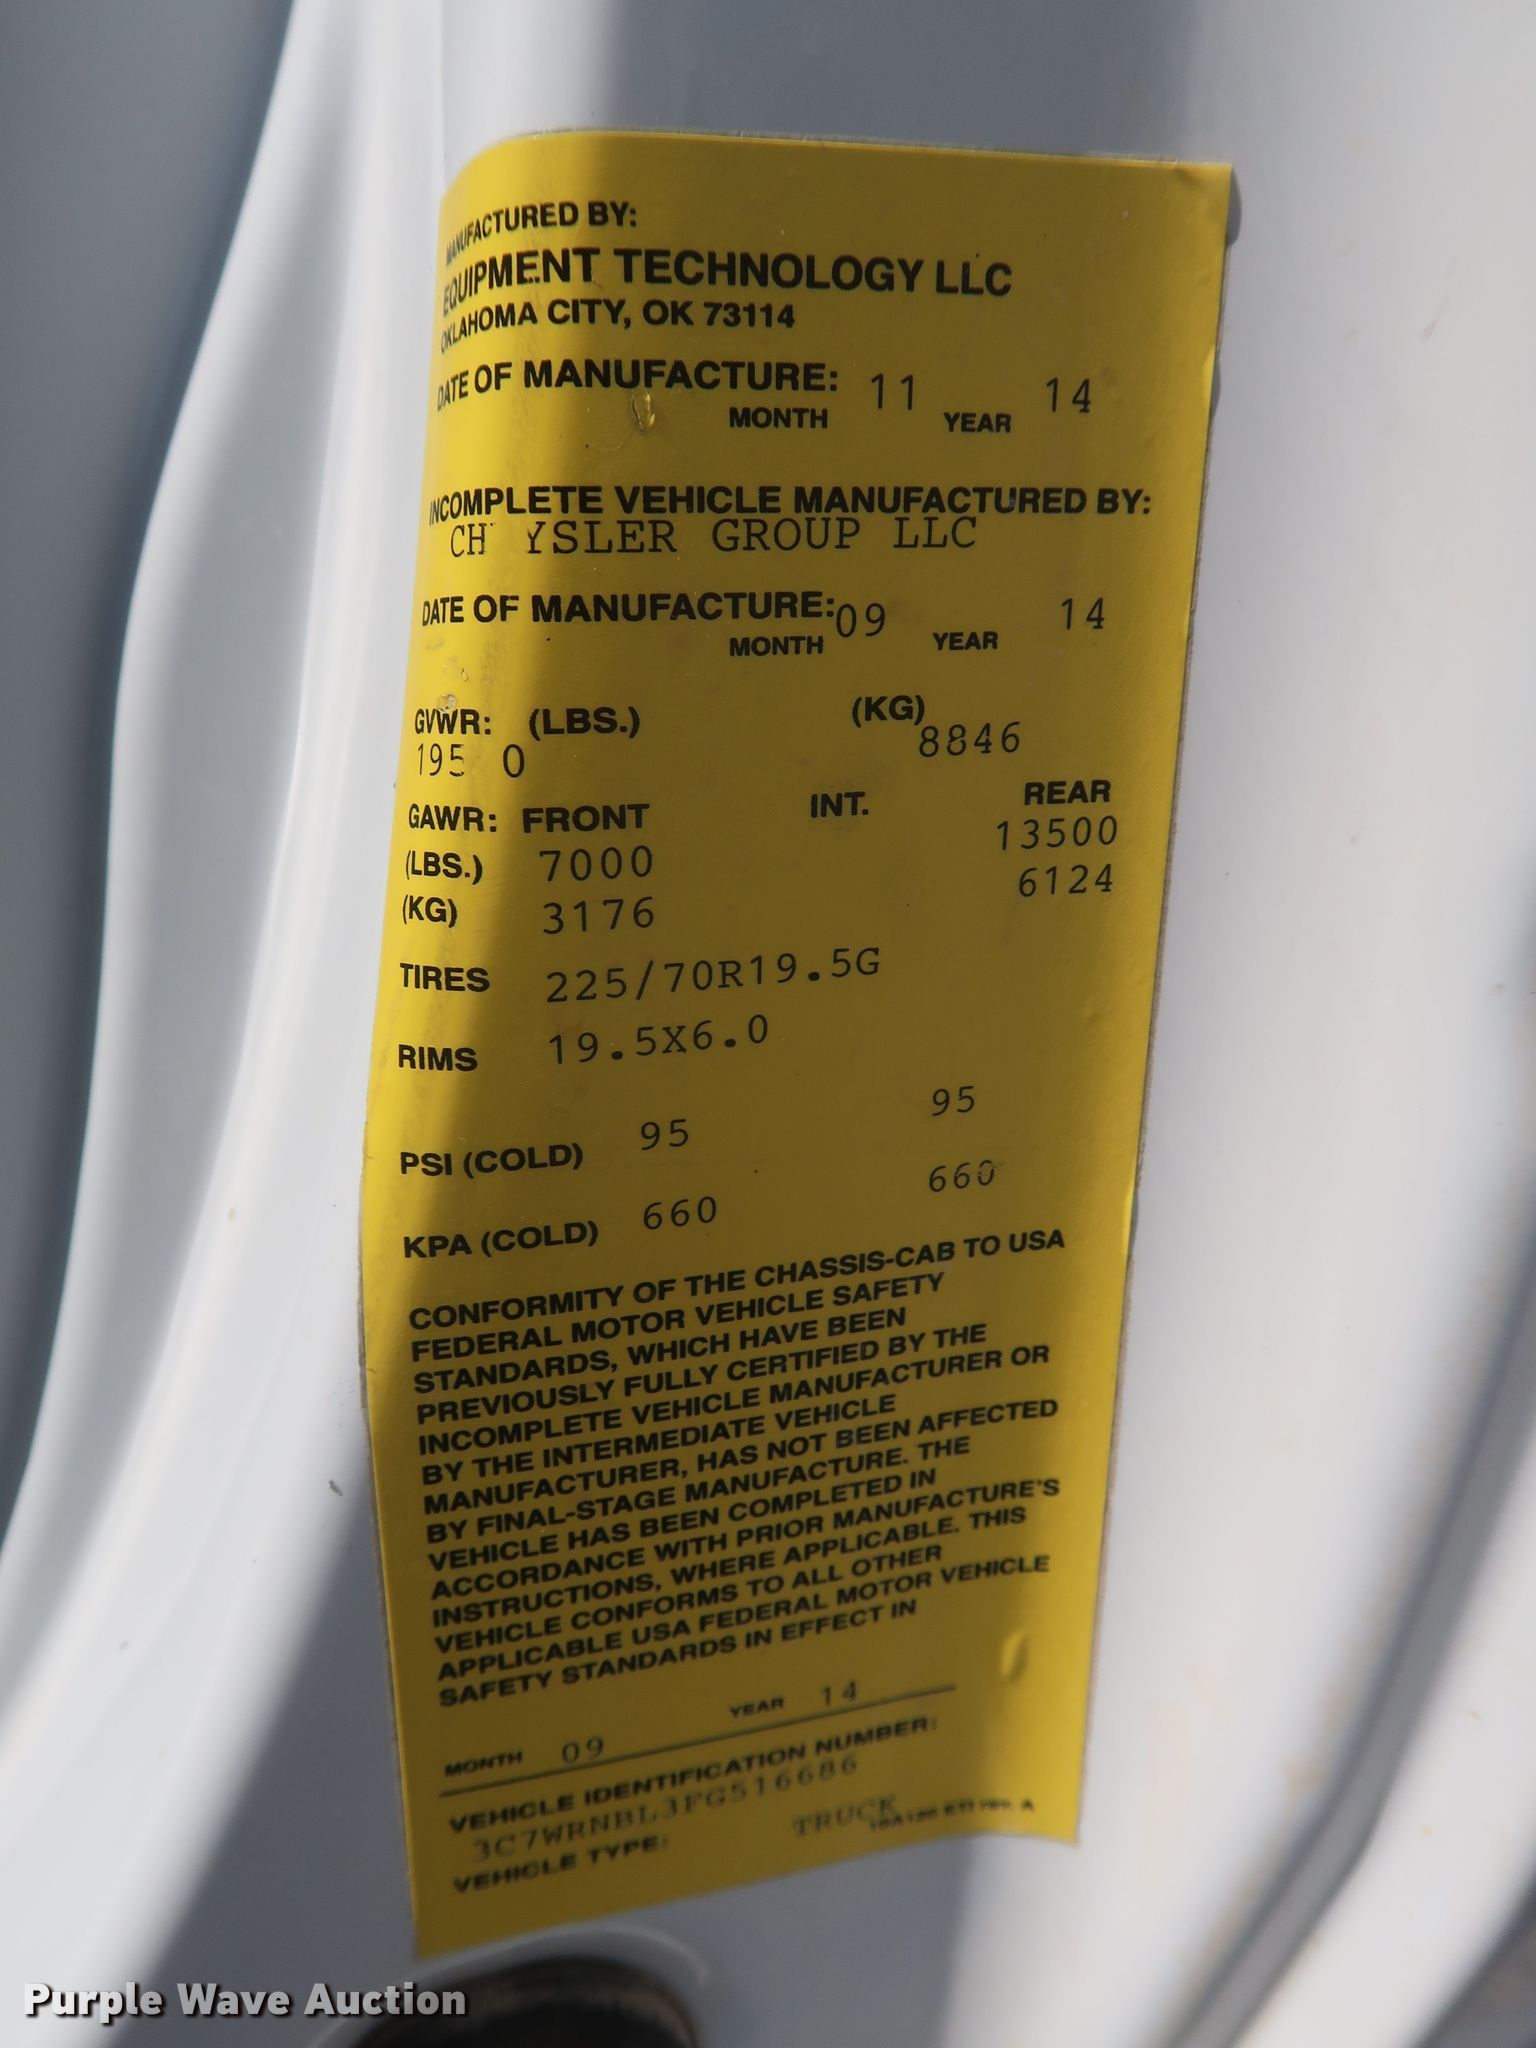 MANUFACTURED BY:
EQUIPMENT TECHNOLOGY LLC
OKLAHOMA CITY, OK 73114
DATE OF MANUFACTURE: 11 14
MONTH YEAR
INCOMPLETE VEHICLE MANUFACTURED BY:
CH YSLER GROUP LLC
DATE OF MANUFACTURE: 09 14
MONTH YEAR
GVWR: (LBS.) (KG)
195 0 8846
GAWR: FRONT INT. REAR
(LBS.) 7000 13500
(KG) 3176 6124
TIRES 225/70R19.5G
RIMS 19.5X6.0
PSI (COLD) 95 95
KPA (COLD) 660 660
CONFORMITY OF THE CHASSIS-CAB TO USA
FEDERAL MOTOR VEHICLE SAFETY
STANDARDS, WHICH HAVE BEEN
PREVIOUSLY FULLY CERTIFIED BY THE
INCOMPLETE VEHICLE MANUFACTURER OR
BY THE INTERMEDIATE VEHICLE
MANUFACTURER, HAS NOT BEEN AFFECTED
BY FINAL-STAGE MANUFACTURE. THE
VEHICLE HAS BEEN COMPLETED IN
ACCORDANCE WITH PRIOR MANUFACTURE'S
INSTRUCTIONS, WHERE APPLICABLE. THIS
VEHICLE CONFORMS TO ALL OTHER
APPLICABLE USA FEDERAL MOTOR VEHICLE
SAFETY STANDARDS IN EFFECT IN
MONTH 09 YEAR 14
VEHICLE IDENTIFICATION NUMBER:
3C7WRNBL3FG516686
VEHICLE TYPE: TRUCK
rev. A
Purple Wave Auction